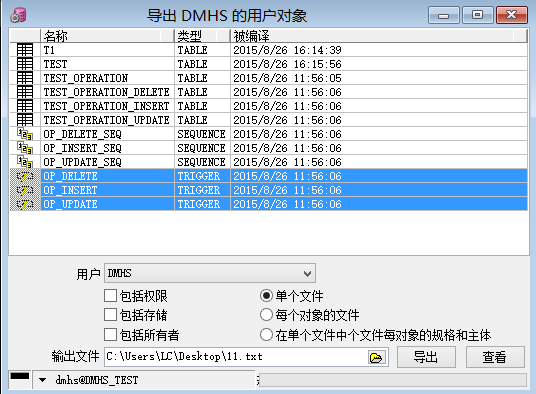 导出 DMHS 的用户对象
名称 类型 被编译
T1 TABLE 2015/8/26 16:14:39
TEST TABLE 2015/8/26 16:15:56
TEST_OPERATION TABLE 2015/8/26 11:56:05
TEST_OPERATION_DELETE TABLE 2015/8/26 11:56:06
TEST_OPERATION_INSERT TABLE 2015/8/26 11:56:06
TEST_OPERATION_UPDATE TABLE 2015/8/26 11:56:06
OP_DELETE_SEQ SEQUENCE 2015/8/26 11:56:06
OP_INSERT_SEQ SEQUENCE 2015/8/26 11:56:06
OP_UPDATE_SEQ SEQUENCE 2015/8/26 11:56:06
OP_DELETE TRIGGER 2015/8/26 11:56:06
OP_INSERT TRIGGER 2015/8/26 11:56:06
OP_UPDATE TRIGGER 2015/8/26 11:56:06
用户 DMHS
包括权限 单个文件
包括存储 每个对象的文件
包括所有者 在单个文件中个文件每对象的规格和主体
输出文件 C:\Users\LC\Desktop\11.txt 导出 查看
dmhs@DMHS_TEST